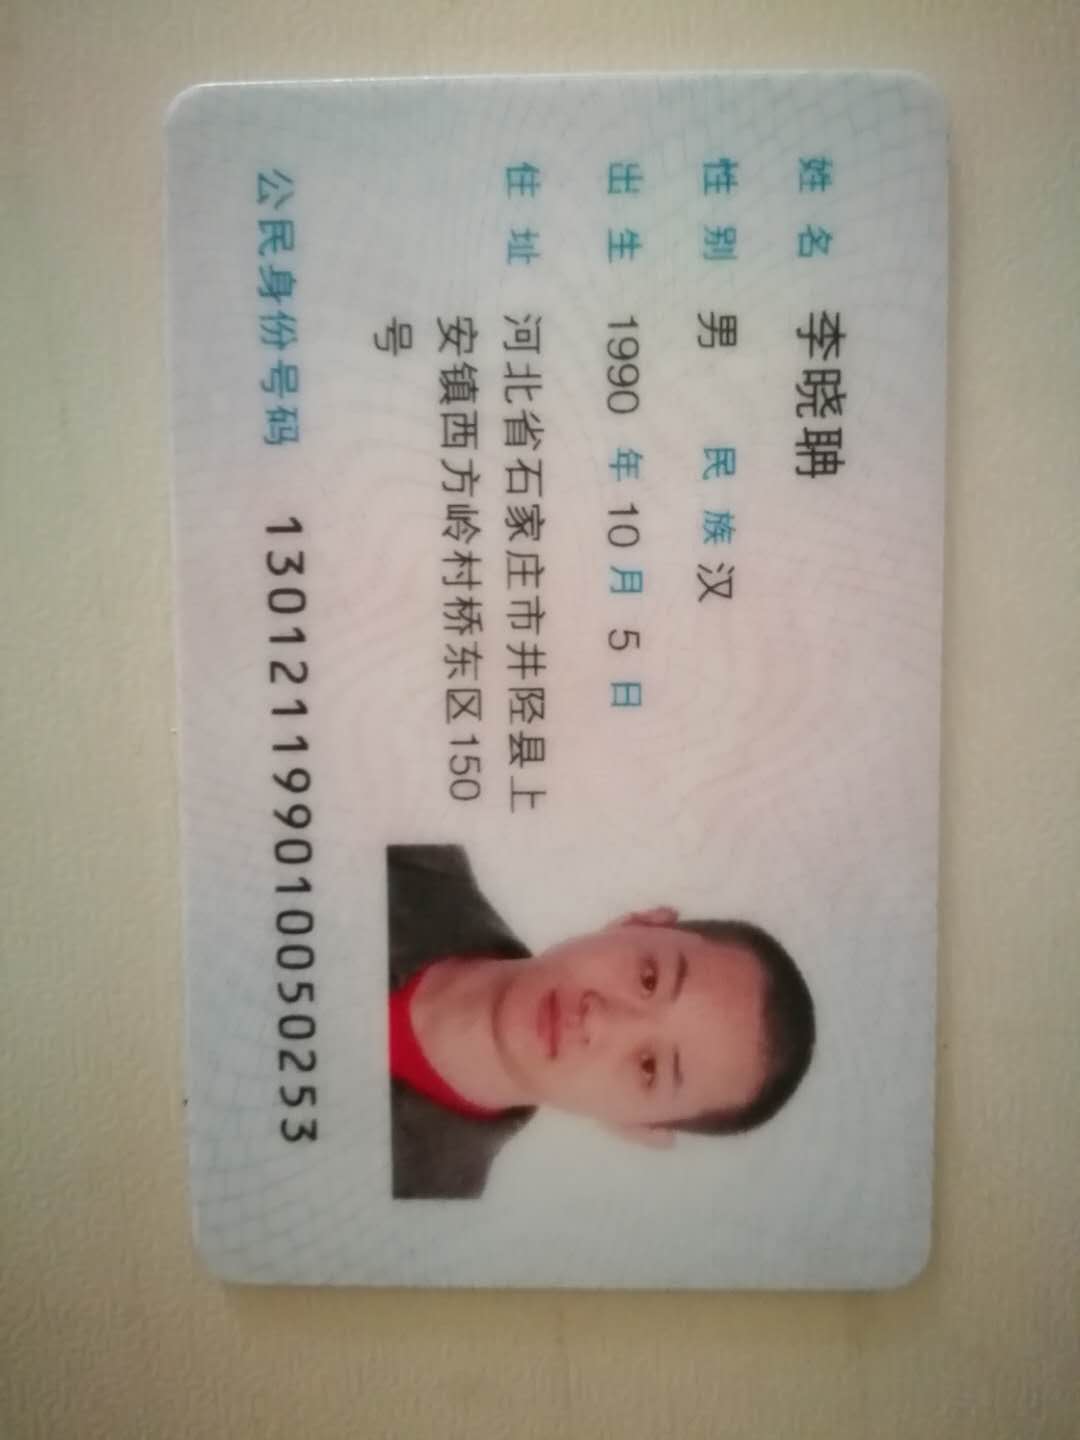 姓名 李晓聃
性别 男 民族 汉
出生 1990 年 10 月 5 日
住址 河北省石家庄市井陉县上
安镇西方岭村桥东区150
号
公民身份号码 130121199010050253